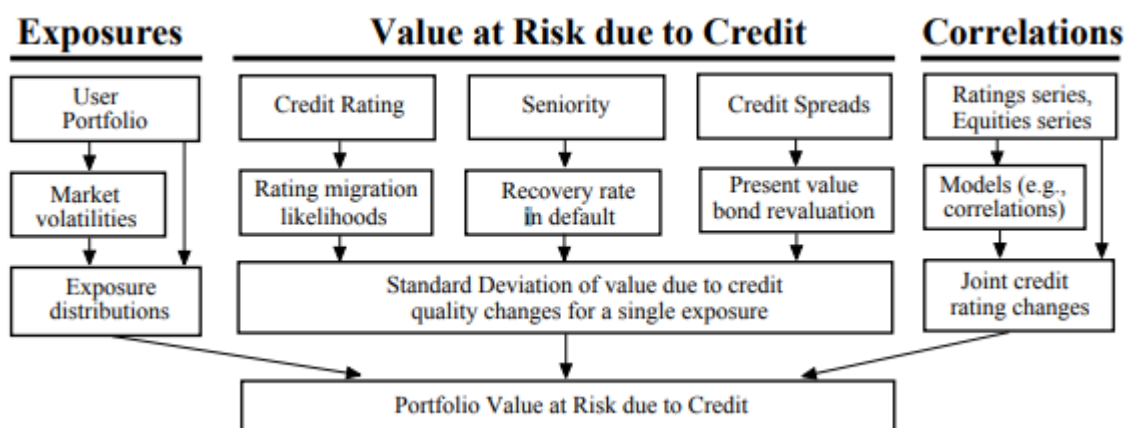 Exposures
Value at Risk due to Credit
Correlations
User
Portfolio
Credit Rating
Seniority
Credit Spreads
Ratings series,
Equities series
Market
volatilities
Rating migration
likelihoods
Recovery rate
in default
Present value
bond revaluation
Models (e.g.,
correlations)
Exposure
distributions
Standard Deviation of value due to credit
quality changes for a single exposure
Joint credit
rating changes
Portfolio Value at Risk due to Credit